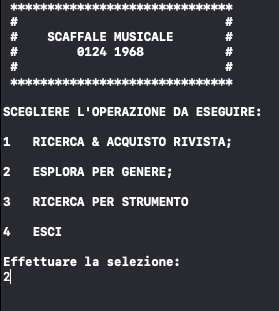 ******************************
# #
# SCAFFALE MUSICALE #
# 0124 1968 #
# #
******************************
SCEGLIERE L'OPERAZIONE DA ESEGUIRE:
1 RICERCA & ACQUISTO RIVISTA;
2 ESPLORA PER GENERE;
3 RICERCA PER STRUMENTO
4 ESCI
Effettuare la selezione:
2